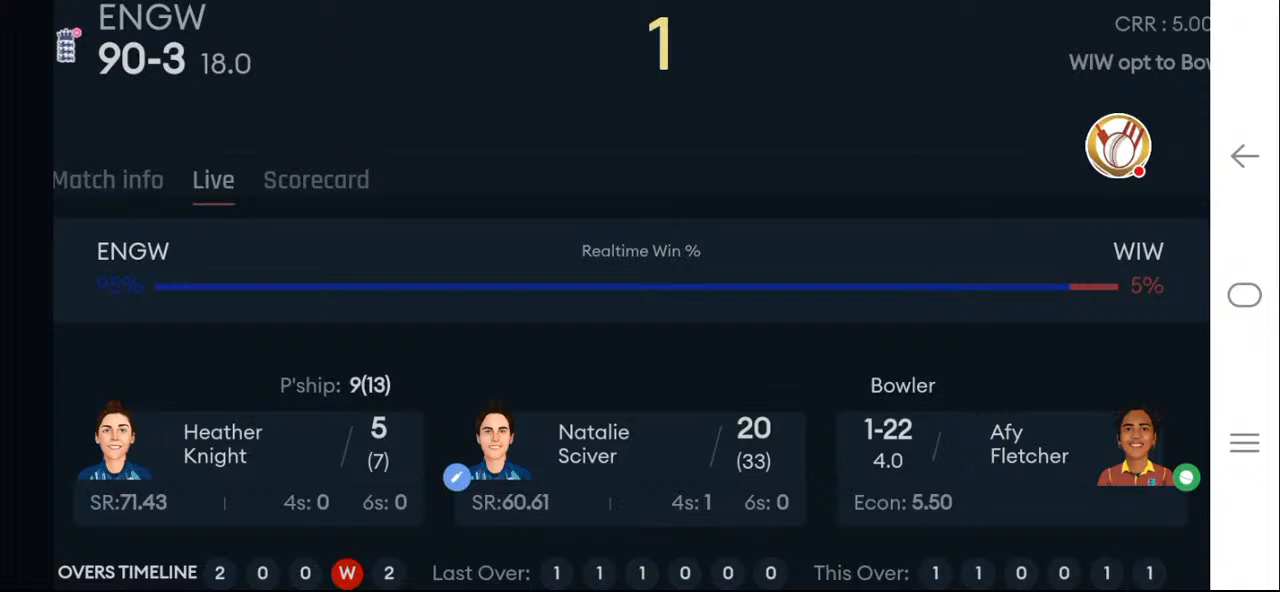 ENGW
90-3 18.0
1
CRR : 5.00
WIW opt to Bow
Match info Live Scorecard
ENGW Realtime Win % WIW
95% 5%
P'ship: 9(13) Bowler
Heather Knight 5 (7)
SR:71.43 4s: 0 6s: 0
Natalie Sciver 20 (33)
SR:60.61 4s: 1 6s: 0
1-22 4.0 Afy Fletcher
Econ: 5.50
OVERS TIMELINE 2 0 0 W 2 Last Over: 1 1 1 0 0 0 This Over: 1 1 0 0 1 1